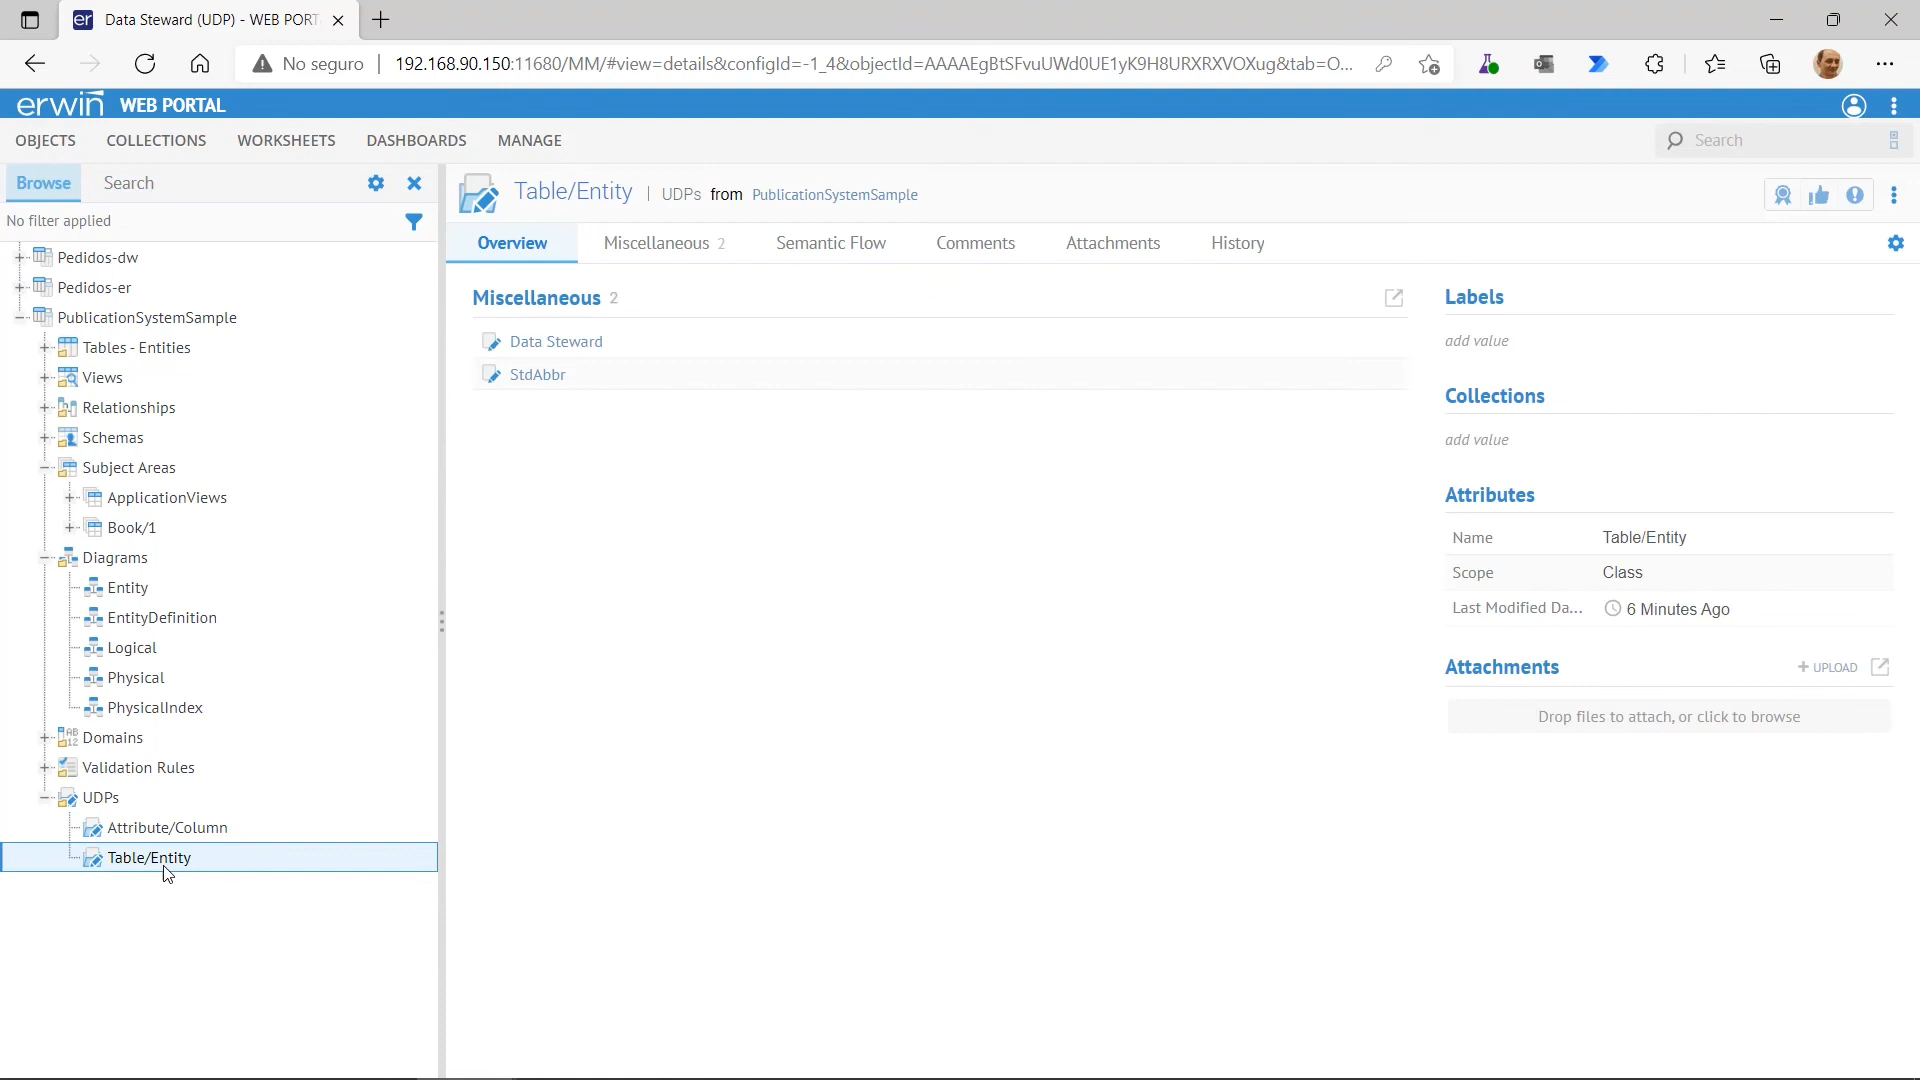 Data Steward (UDP) - WEB PORT
No seguro
192.168.90.150:11680/MM/#view=details&configId=-1_4&objectId=AAAAEgBtSFvuUWd0UE1yK9H8URXRXVOXug&tab=O...
erwin WEB PORTAL
OBJECTS COLLECTIONS WORKSHEETS DASHBOARDS MANAGE
Search
Browse Search
No filter applied
Pedidos-dw
Pedidos-er
PublicationSystemSample
Tables - Entities
Views
Relationships
Schemas
Subject Areas
ApplicationViews
Book/1
Diagrams
Entity
EntityDefinition
Logical
Physical
PhysicalIndex
Domains
Validation Rules
UDPs
Attribute/Column
Table/Entity
Table/Entity | UDPs from PublicationSystemSample
Overview Miscellaneous 2 Semantic Flow Comments Attachments History
Miscellaneous 2
Data Steward
StdAbbr
Labels
add value
Collections
add value
Attributes
Name Table/Entity
Scope Class
Last Modified Da... 6 Minutes Ago
Attachments + UPLOAD
Drop files to attach, or click to browse